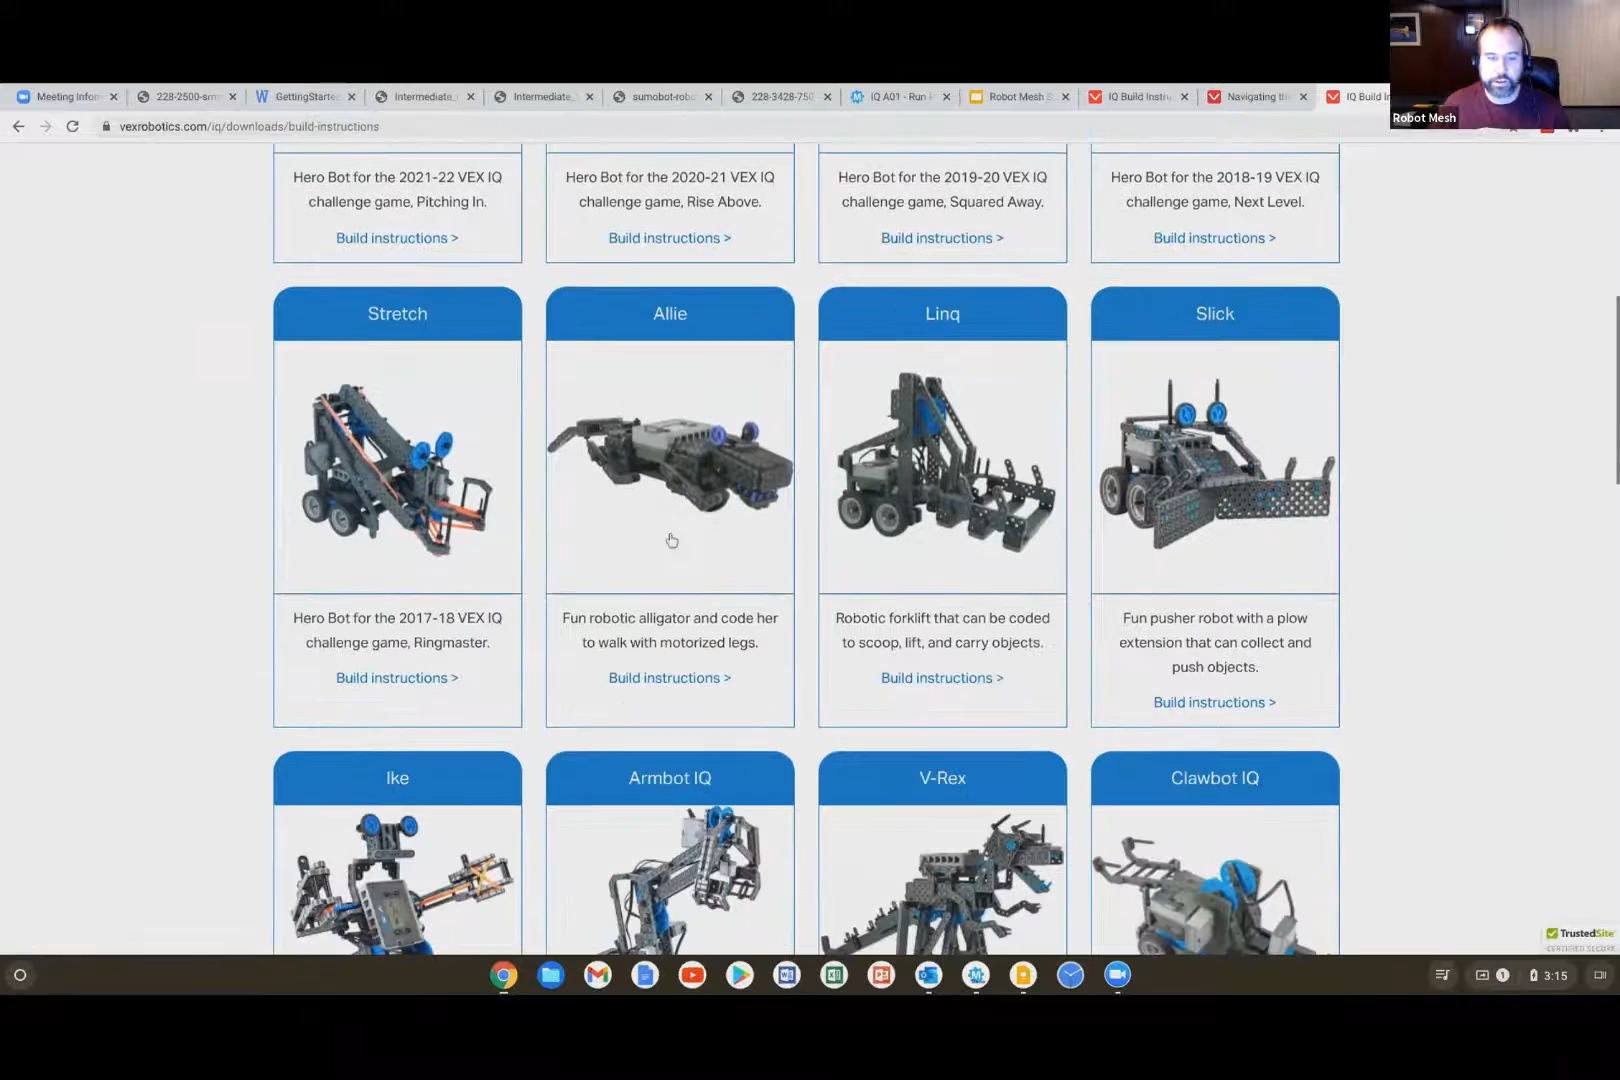 Robot Mesh
Meeting Infor
228-2500-smr
GettingStarte
Intermediate_
Intermediate_
sumobot-robo
228-3428-750
IQ A01 - Run
Robot Mesh S
IQ Build Instru
Navigating th
IQ Build In
vexrobotics.com/iq/downloads/build-instructions
Hero Bot for the 2021-22 VEX IQ
challenge game, Pitching In.
Build instructions >
Hero Bot for the 2020-21 VEX IQ
challenge game, Rise Above.
Build instructions >
Hero Bot for the 2019-20 VEX IQ
challenge game, Squared Away.
Build instructions >
Hero Bot for the 2018-19 VEX IQ
challenge game, Next Level.
Build instructions >
Stretch
Hero Bot for the 2017-18 VEX IQ
challenge game, Ringmaster.
Build instructions >
Allie
Fun robotic alligator and code her
to walk with motorized legs.
Build instructions >
Linq
Robotic forklift that can be coded
to scoop, lift, and carry objects.
Build instructions >
Slick
Fun pusher robot with a plow
extension that can collect and
push objects.
Build instructions >
Ike
Armbot IQ
V-Rex
Clawbot IQ
TrustedSite
CERTIFIED SECURE
1
3:15